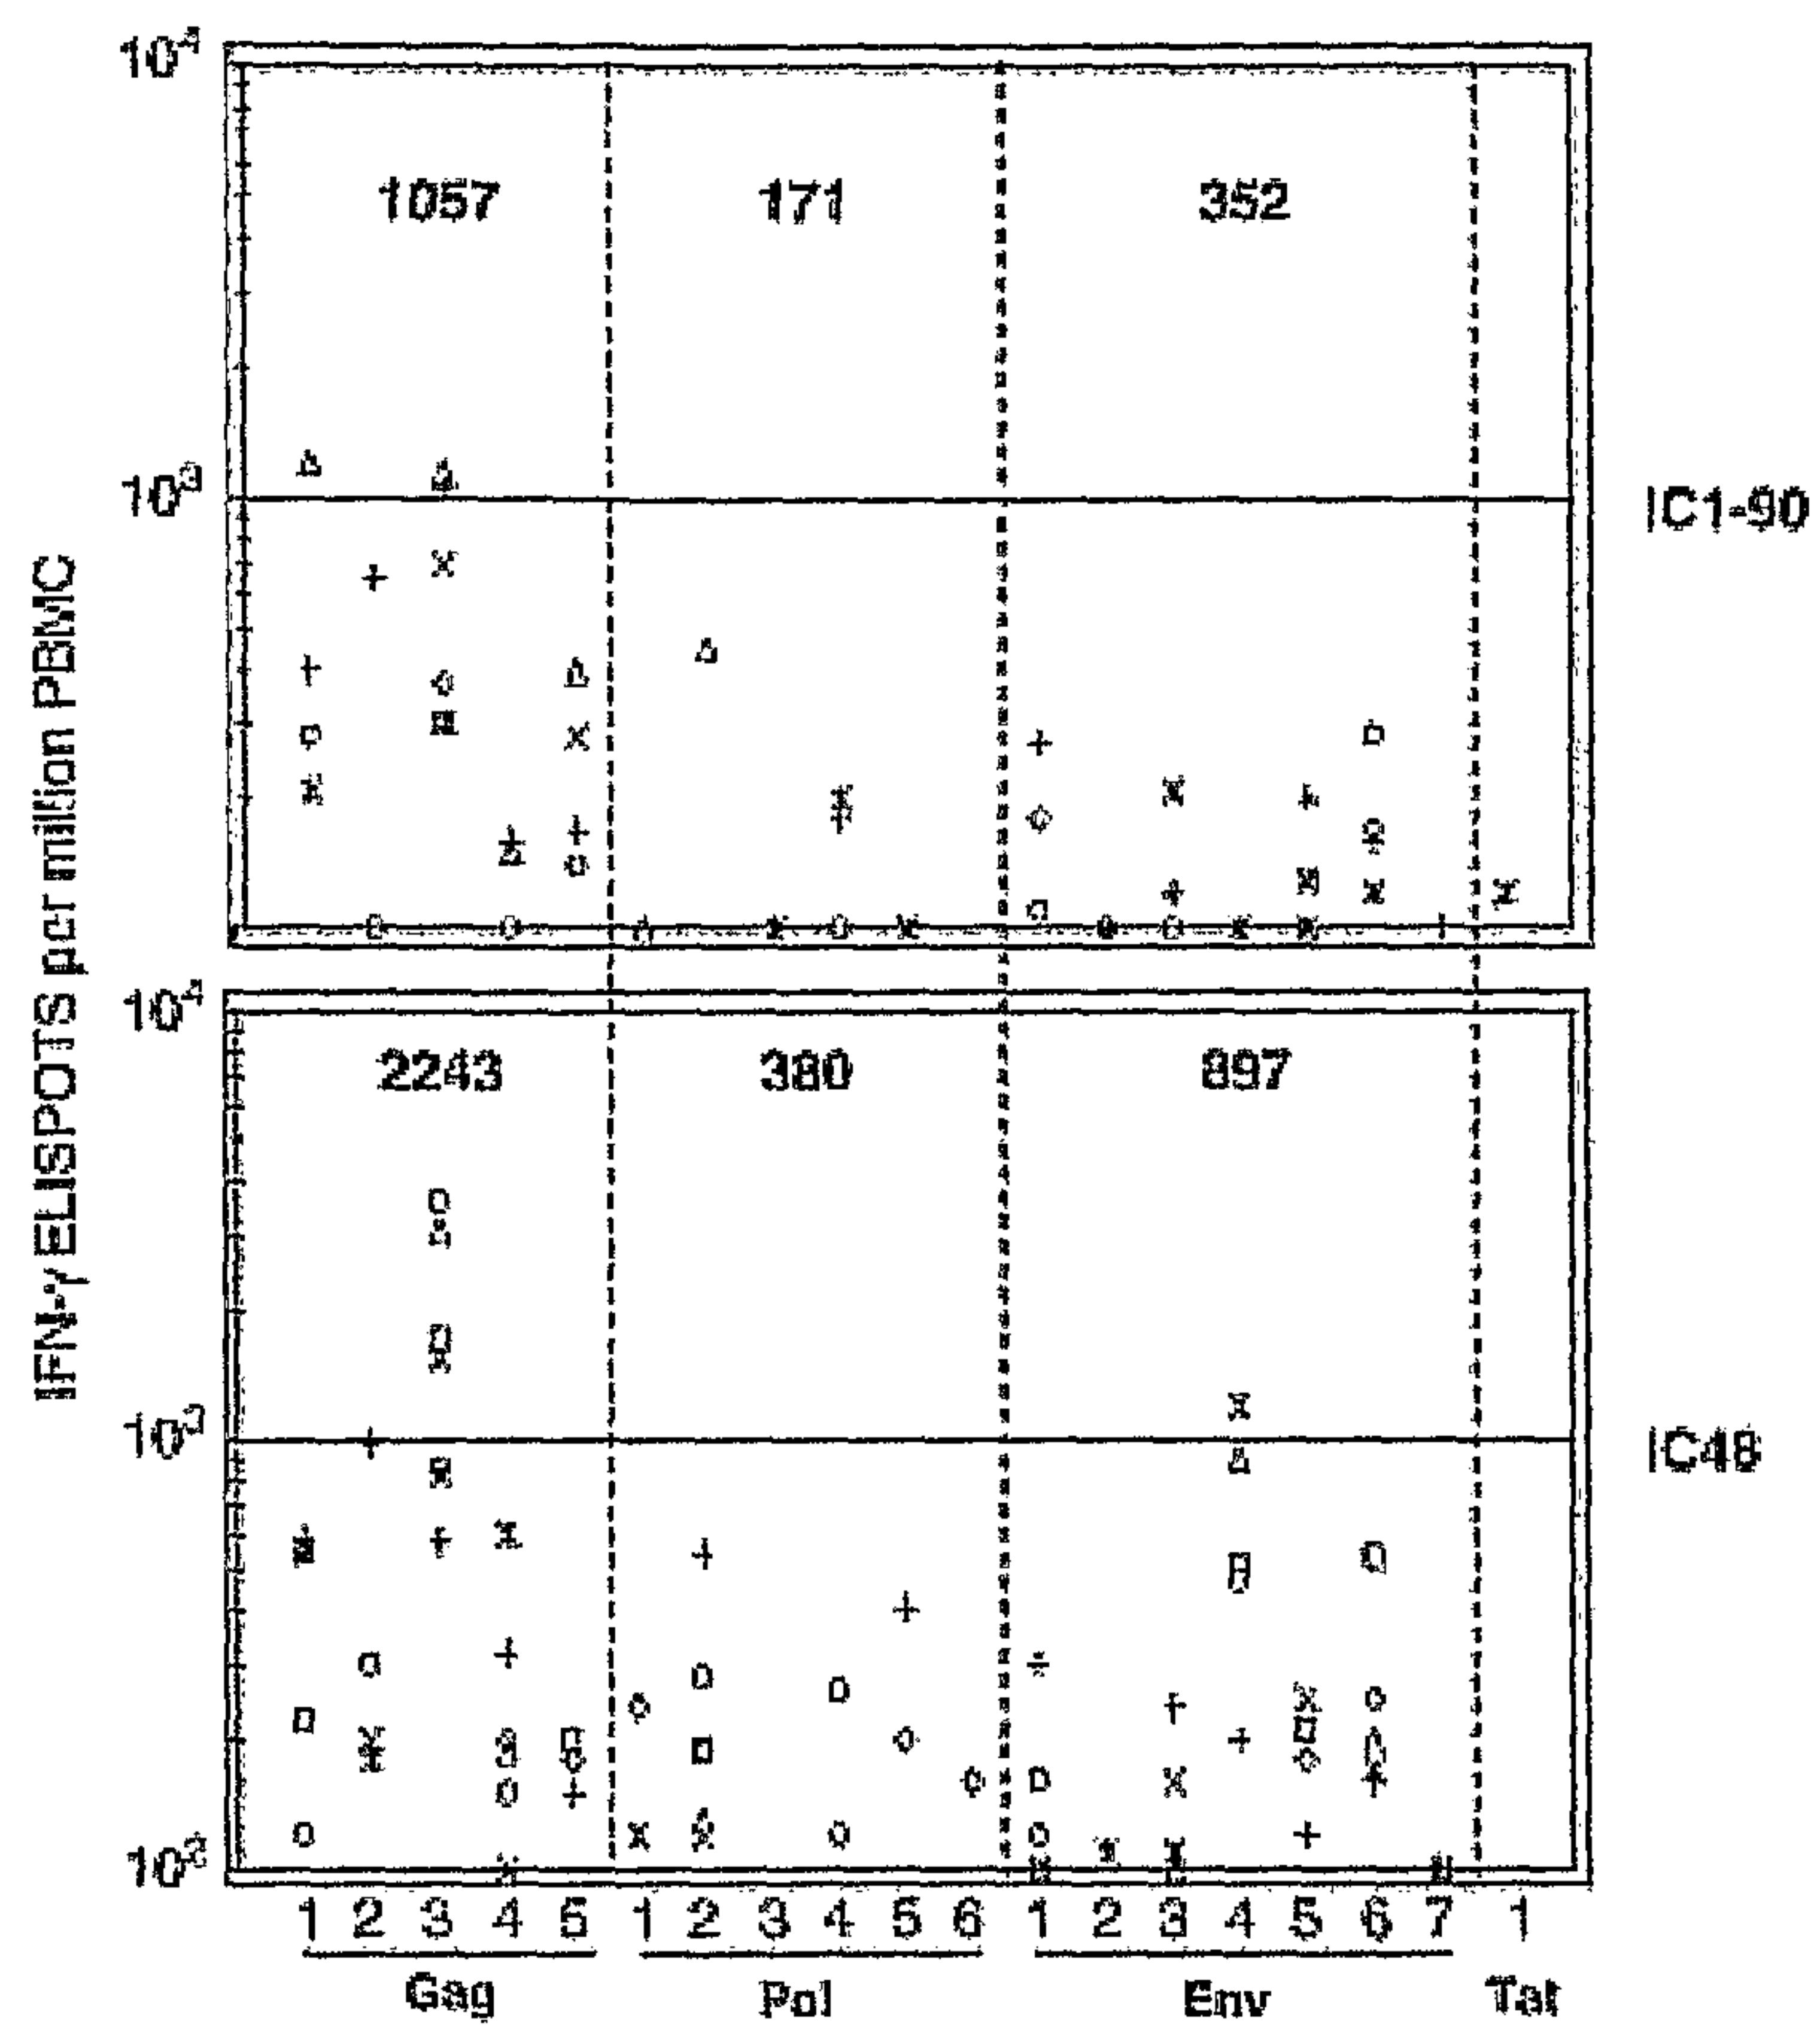 10⁴
1057 171 352
10³
IC1-90
IFN-γ ELISPOTS per million PBMC
10⁴
2243 380 897
10³
IC48
10²
1 2 3 4 5 1 2 3 4 5 6 1 2 3 4 5 6 7 1
Gag Pol Env Tat